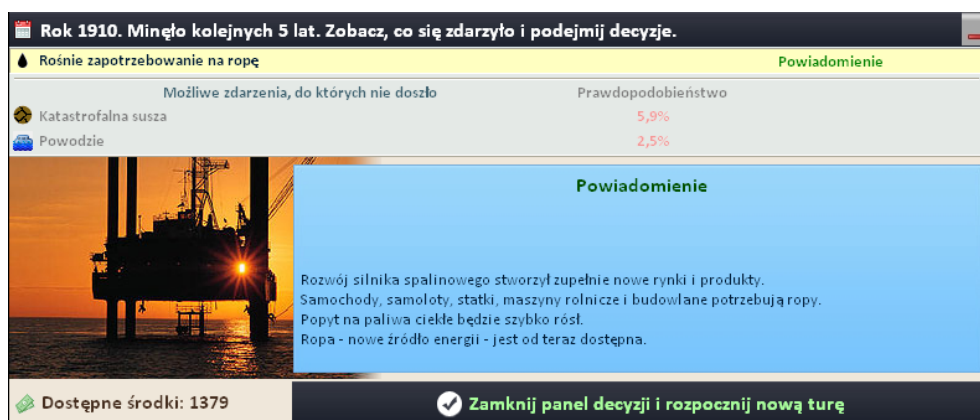 Rok 1910. Minęło kolejnych 5 lat. Zobacz, co się zdarzyło i podejmij decyzje.
Rośnie zapotrzebowanie na ropę Powiadomienie
Możliwe zdarzenia, do których nie doszło Prawdopodobieństwo
Katastrofalna susza 5,9%
Powodzie 2,5%
Powiadomienie
Rozwój silnika spalinowego stworzył zupełnie nowe rynki i produkty.
Samochody, samoloty, statki, maszyny rolnicze i budowlane potrzebują ropy.
Popyt na paliwa ciekłe będzie szybko rósł.
Ropa - nowe źródło energii - jest od teraz dostępna.
Dostępne środki: 1379
Zamknij panel decyzji i rozpocznij nową turę